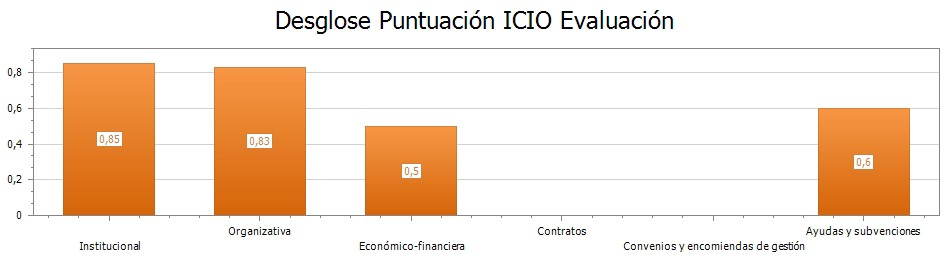 Desglose Puntuación ICIO Evaluación
0,8
0,6
0,4
0,2
0
0,85
0,83
0,5
0,6
Organizativa
Contratos
Ayudas y subvenciones
Institucional
Económico-financiera
Convenios y encomiendas de gestión